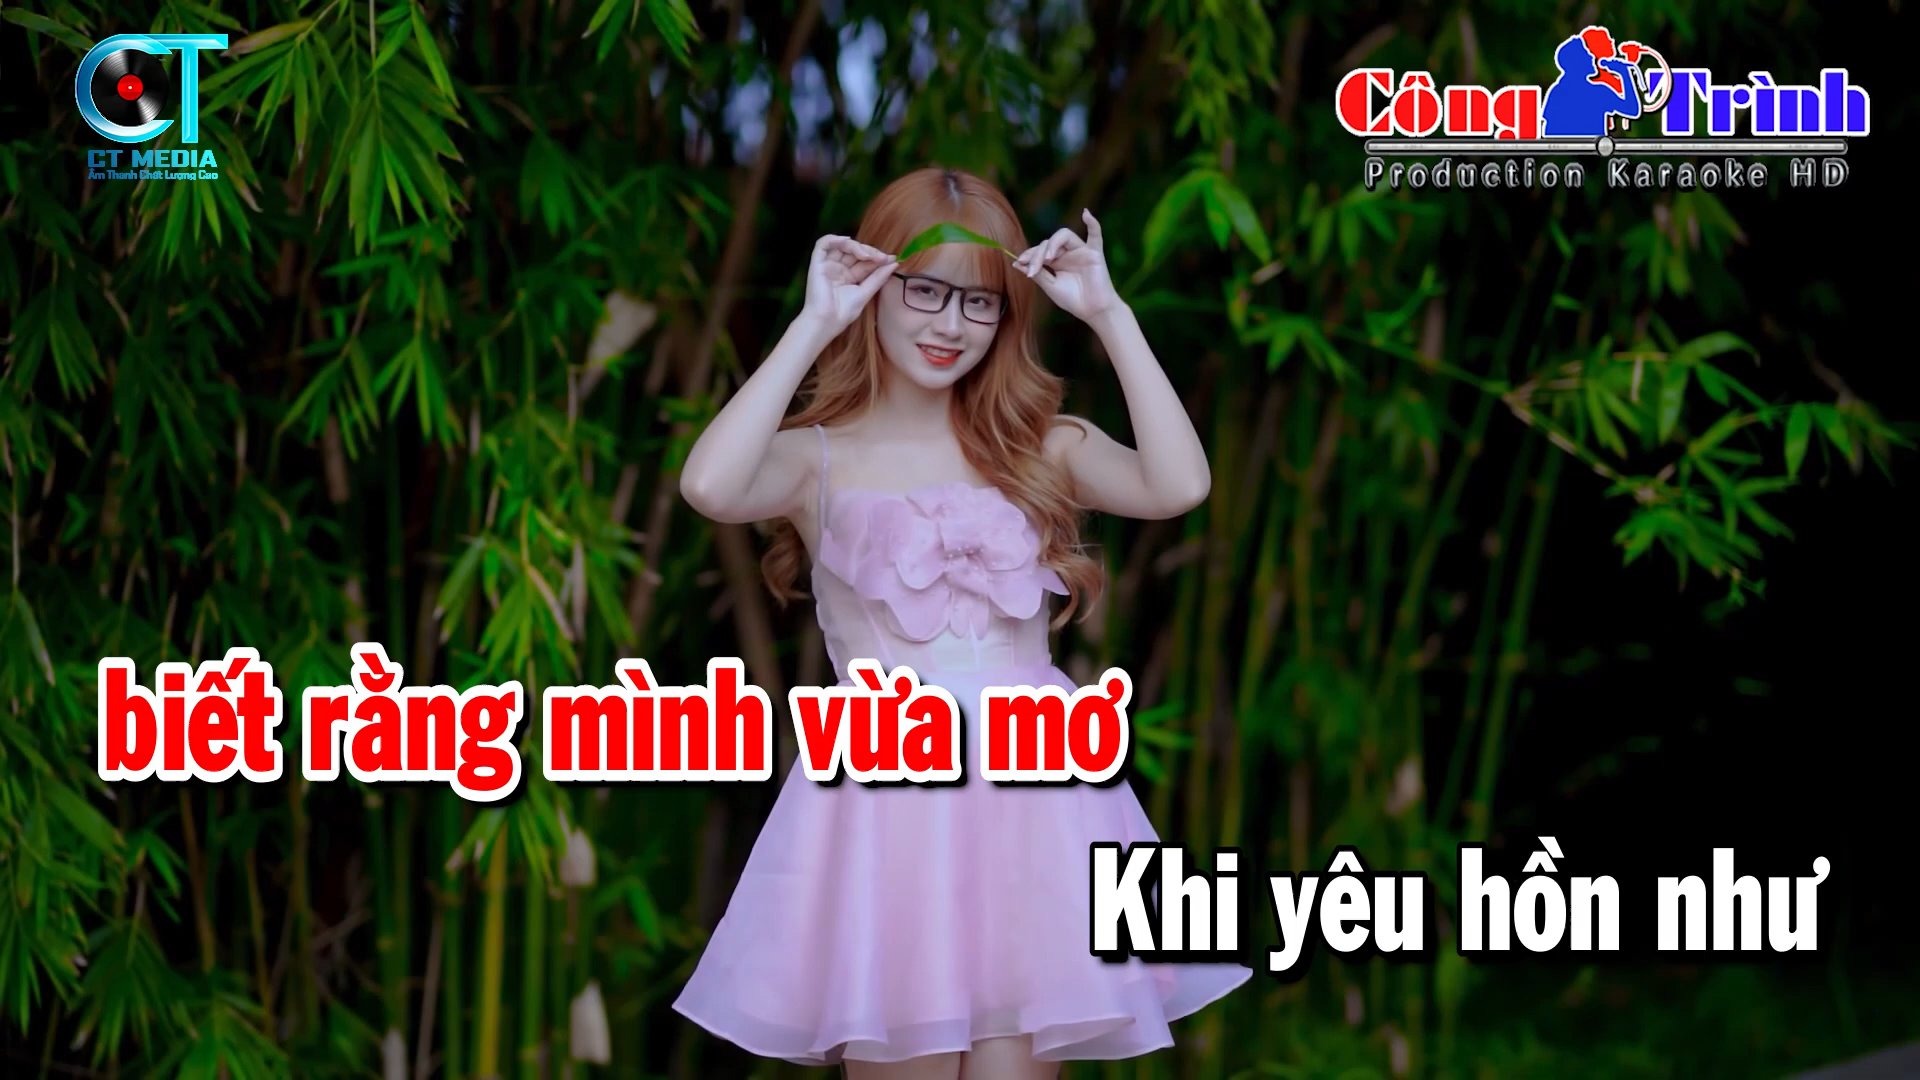 CT
CT MEDIA
Âm Thanh Chất Lượng Cao
Công Trình
Production Karaoke HD
biết rằng mình vừa mơ
Khi yêu hồn như